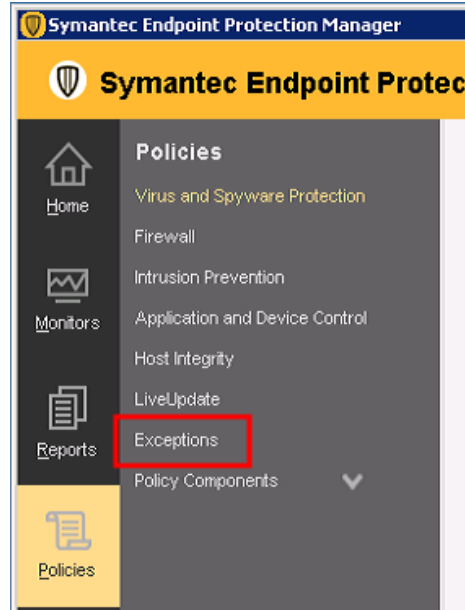 Symantec Endpoint Protection Manager
Symantec Endpoint Protec
Home
Monitors
Reports
Policies
Policies
Virus and Spyware Protection
Firewall
Intrusion Prevention
Application and Device Control
Host Integrity
LiveUpdate
Exceptions
Policy Components